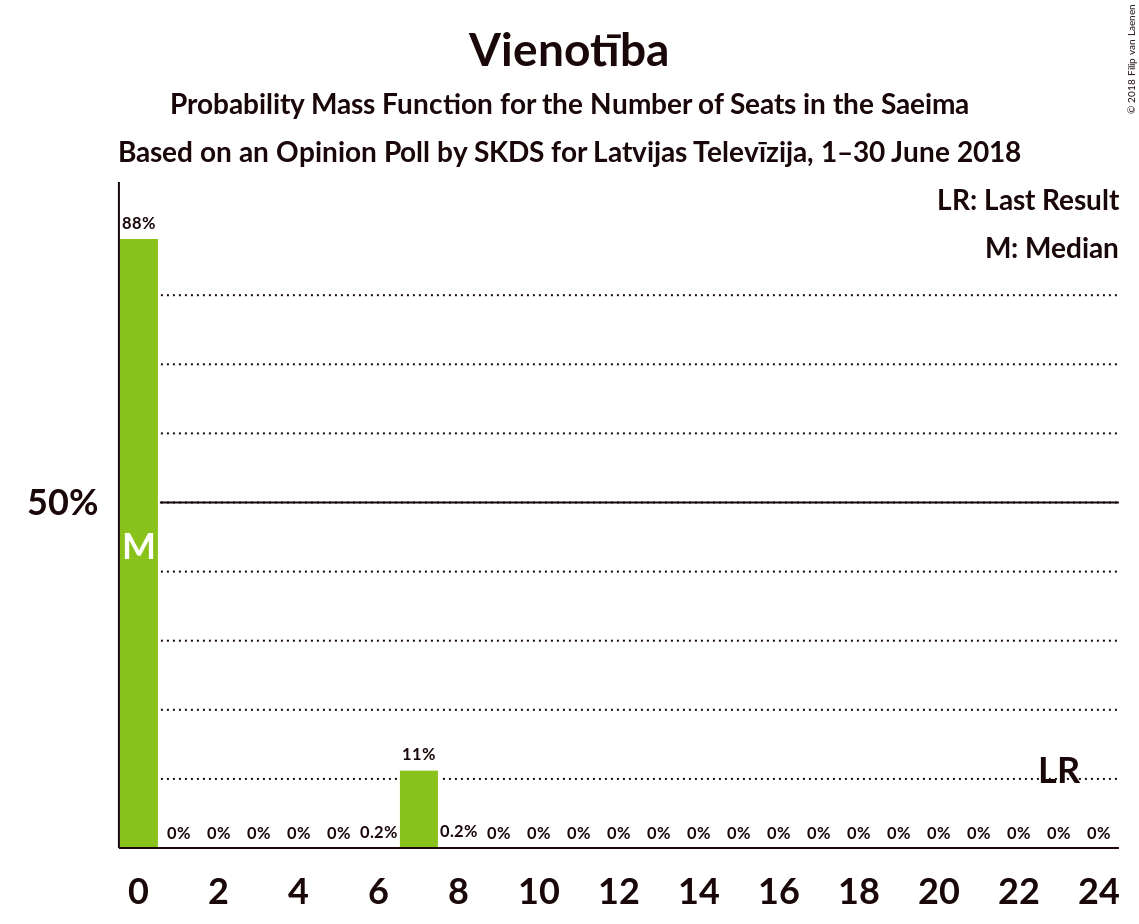 Vienotība
Probability Mass Function for the Number of Seats in the Saeima
Based on an Opinion Poll by SKDS for Latvijas Televīzija, 1–30 June 2018
© 2018 Filip van Laenen
LR: Last Result
M: Median
88%
50%
M
11%
LR
0% 0% 0% 0% 0% 0.2% 0.2% 0% 0% 0% 0% 0% 0% 0% 0% 0% 0% 0% 0% 0% 0% 0% 0%
0 2 4 6 8 10 12 14 16 18 20 22 24